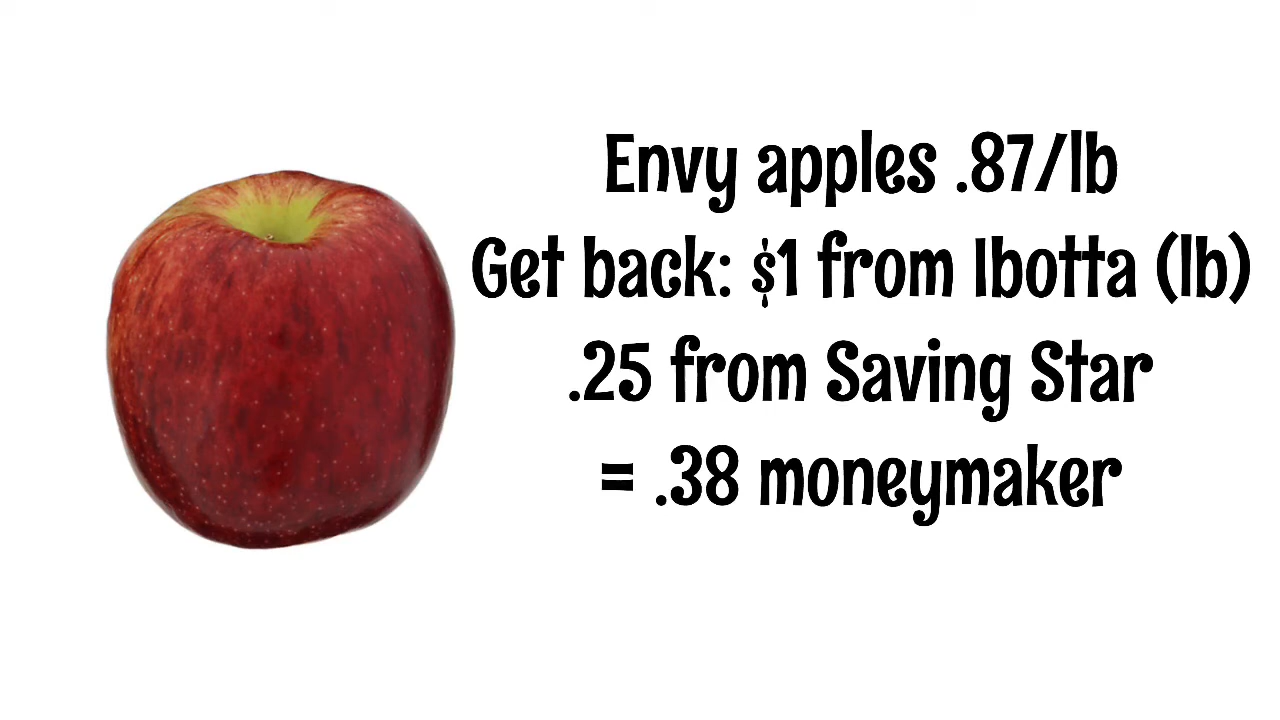 Envy apples .87/lb
Get back: $1 from Ibotta (lb)
.25 from Saving Star
= .38 moneymaker